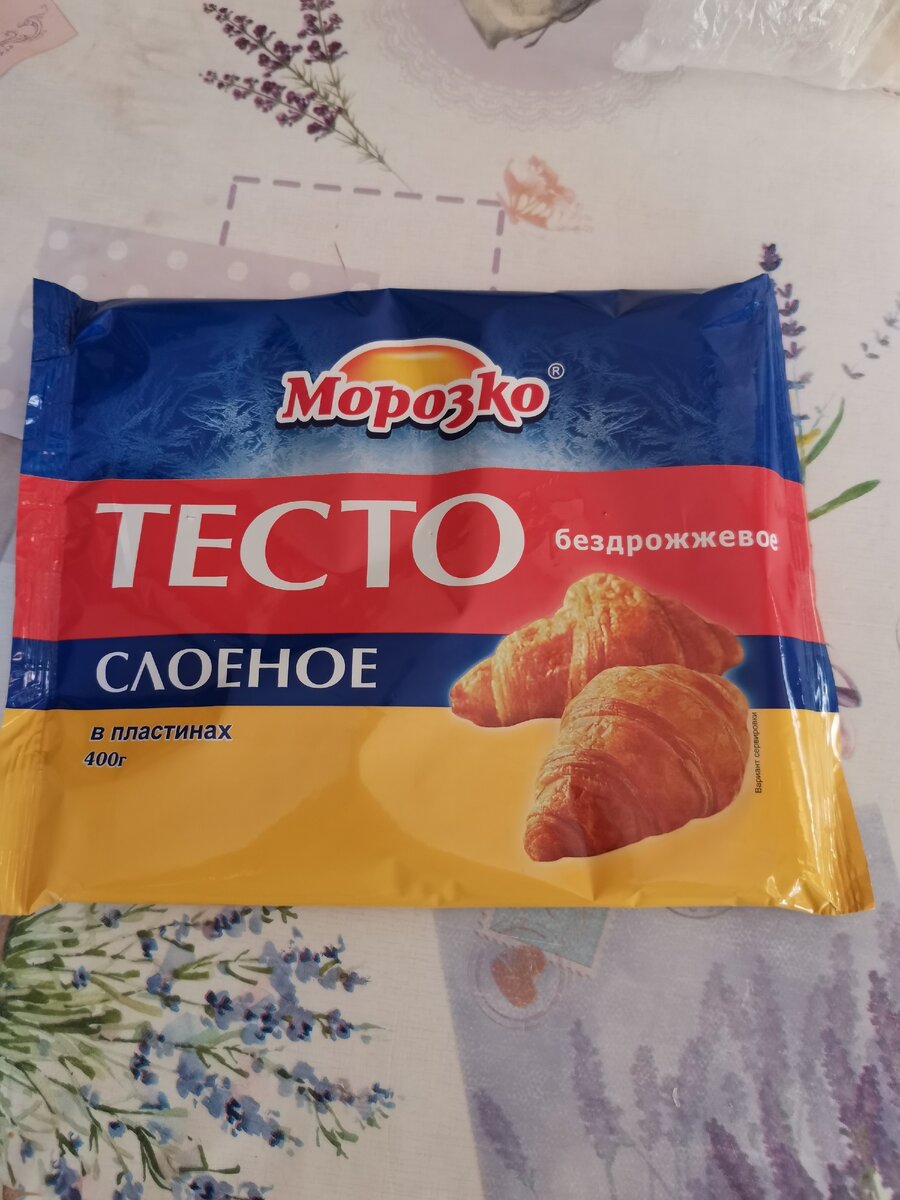 Морозко®
ТЕСТО бездрожжевое
СЛОЕНОЕ
в пластинах
400г
Вариант сервировки